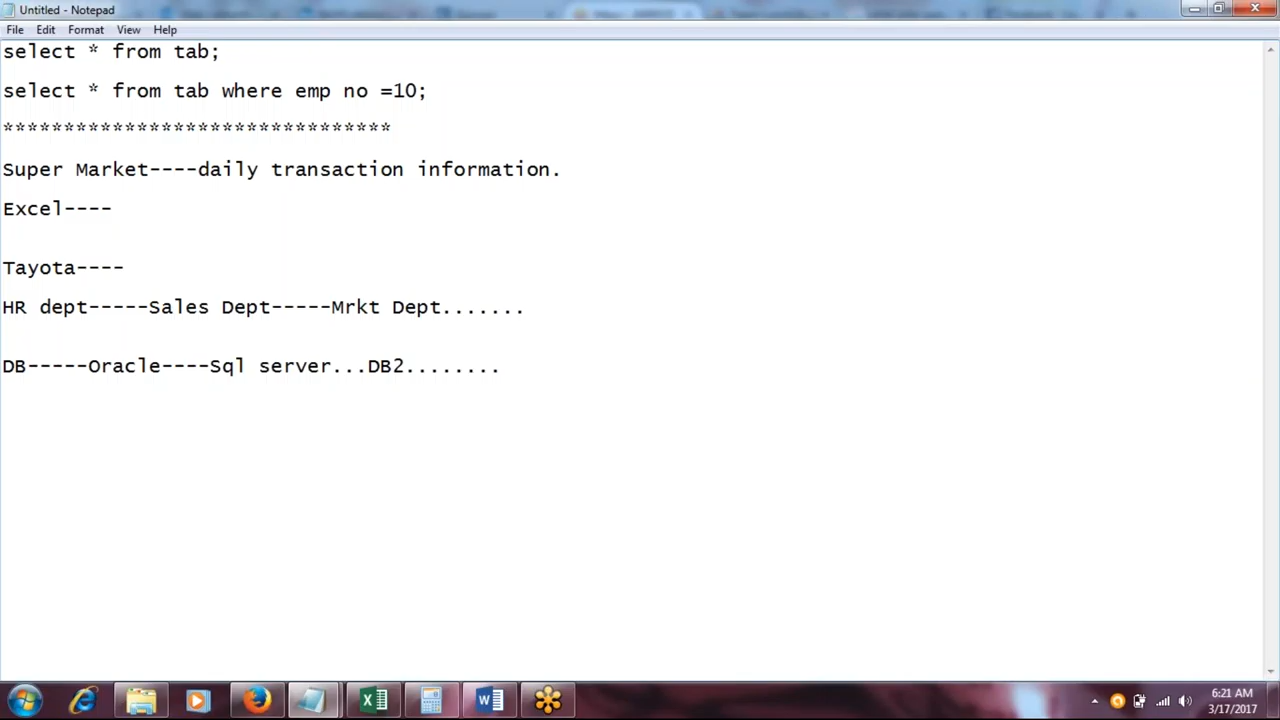 Untitled - Notepad
File Edit Format View Help
select * from tab;
select * from tab where emp no =10;
********************************
Super Market----daily transaction information.
Excel----
Tayota----
HR dept-----Sales Dept-----Mrkt Dept.......
DB-----Oracle----Sql server...DB2........
6:21 AM
3/17/2017